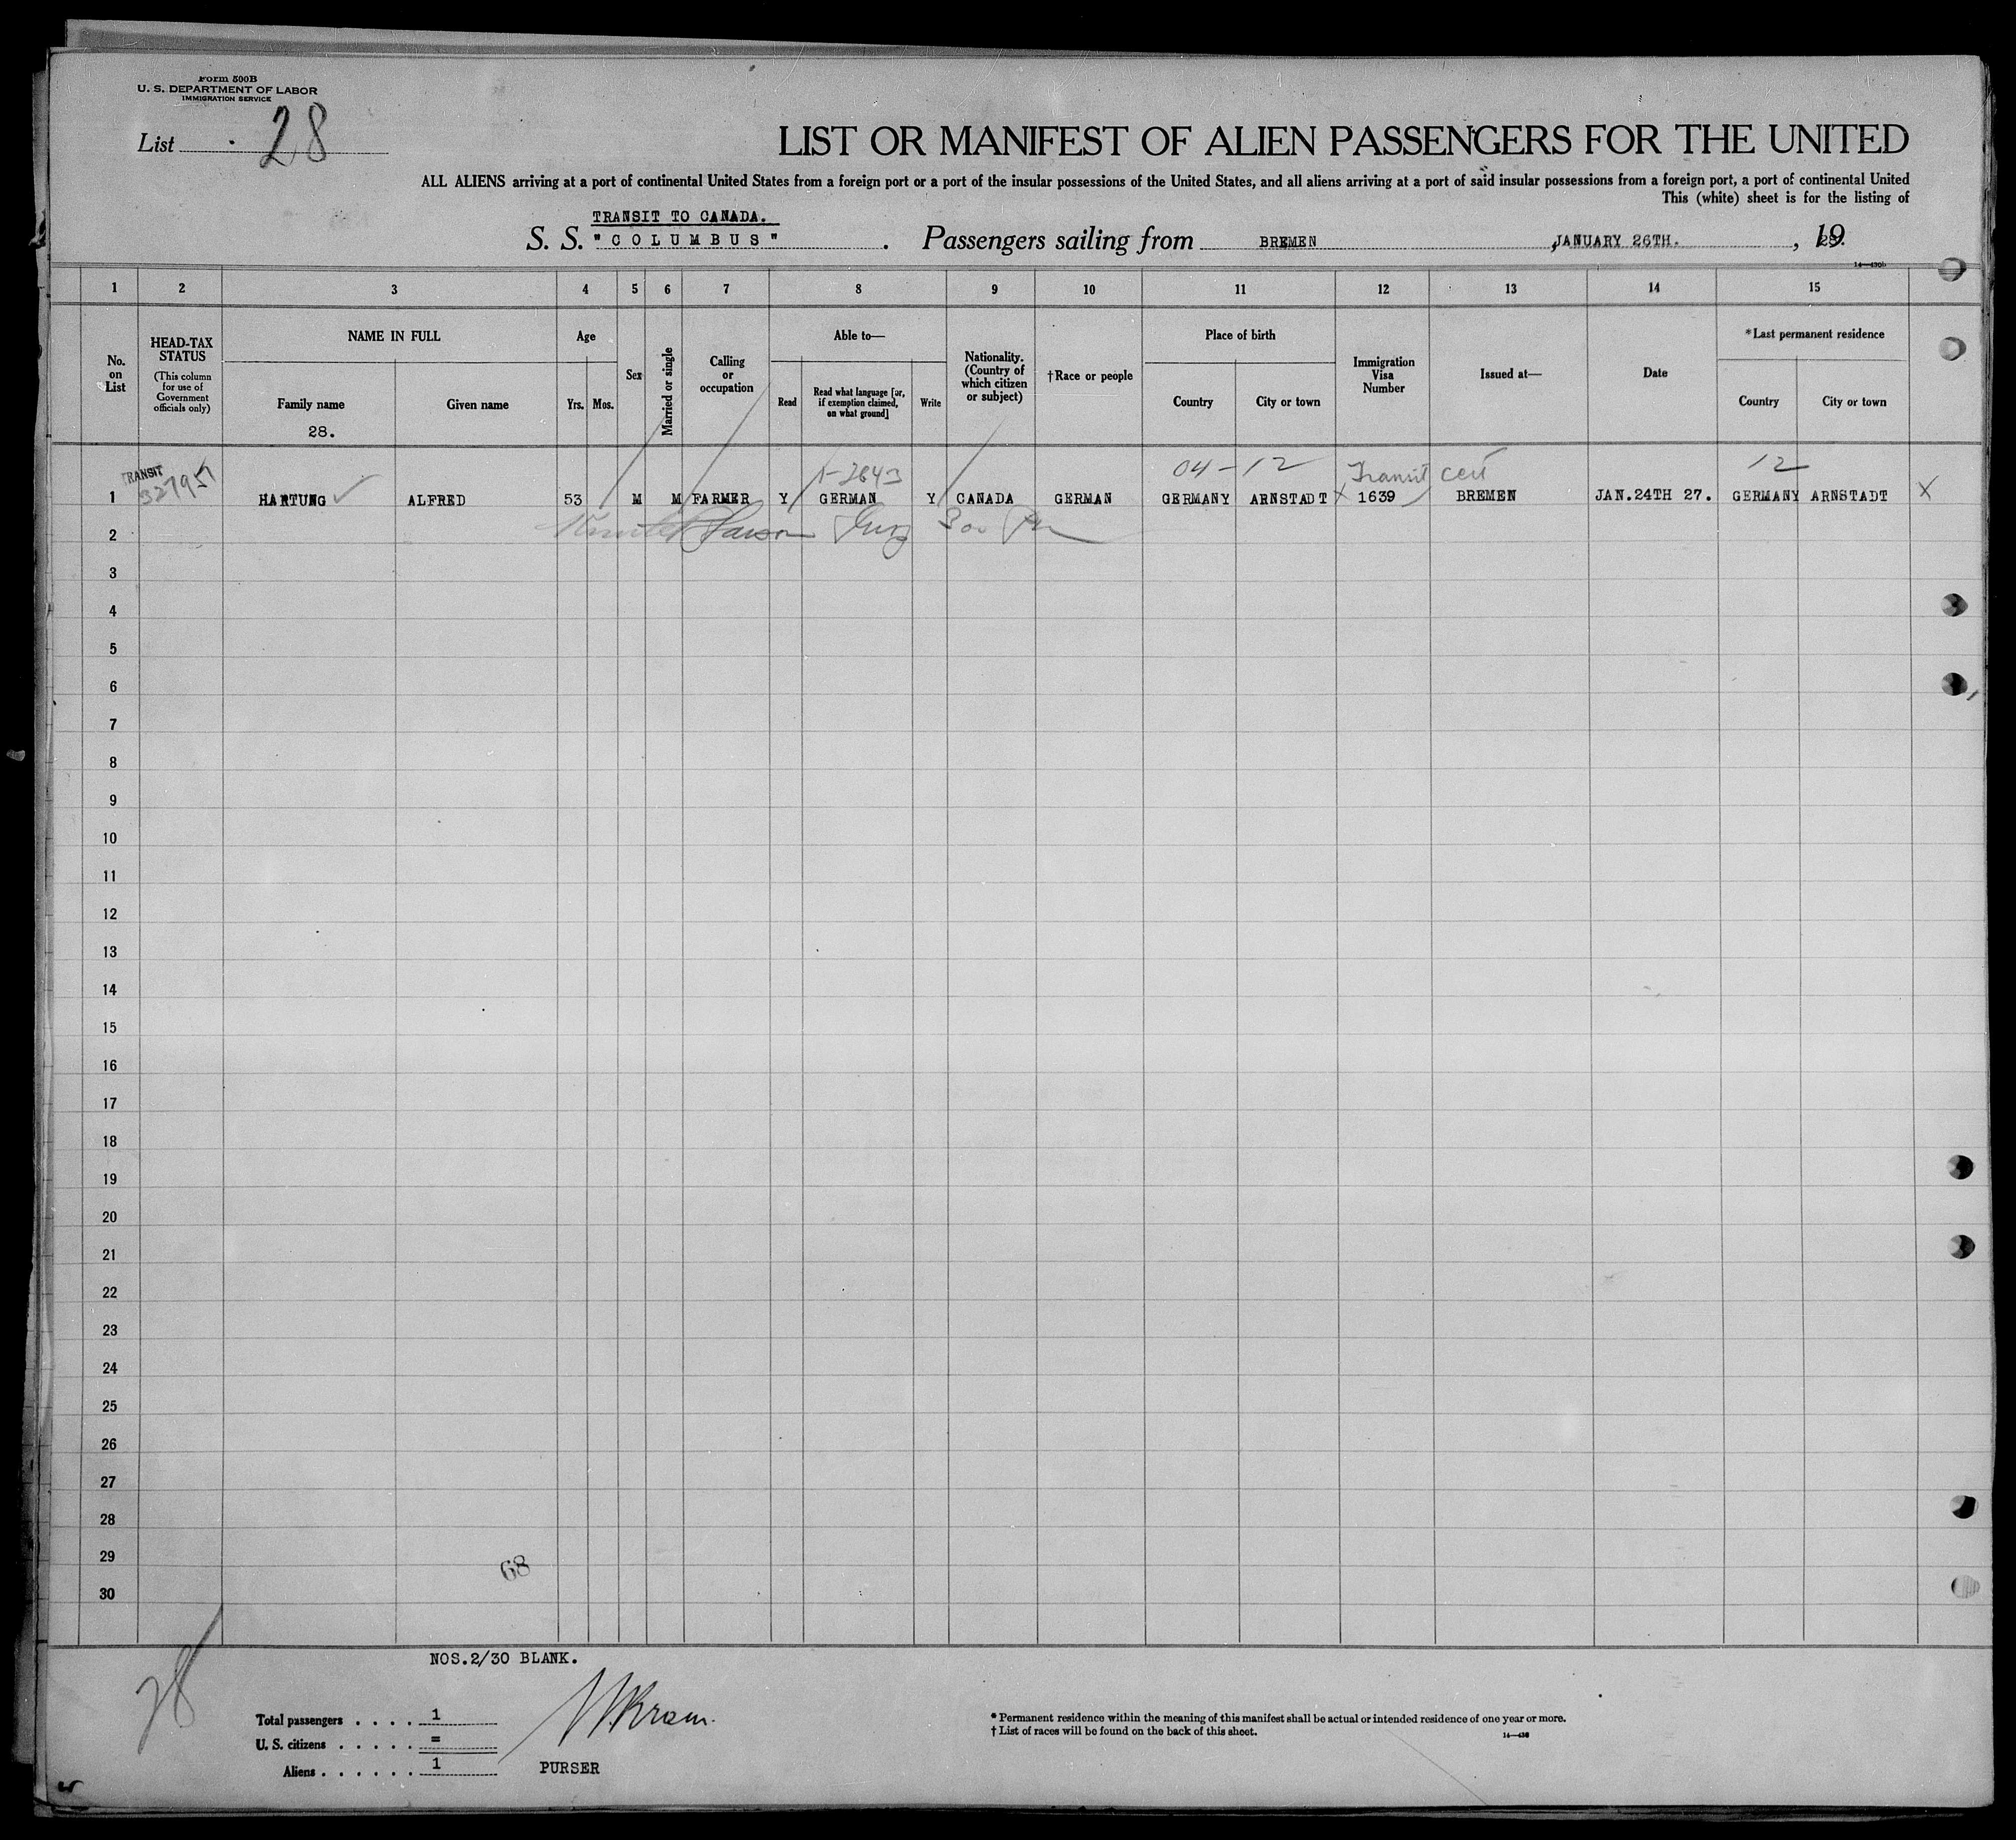 Form 500B
U. S. DEPARTMENT OF LABOR
IMMIGRATION SERVICE
List 28
LIST OR MANIFEST OF ALIEN PASSENGERS FOR THE UNITED
ALL ALIENS arriving at a port of continental United States from a foreign port or a port of the insular possessions of the United States, and all aliens arriving at a port of said insular possessions from a foreign port, a port of continental United
This (white) sheet is for the listing of
TRANSIT TO CANADA.
S. S. "COLUMBUS". Passengers sailing from BREMEN, JANUARY 26TH., 19
1 2 3 4 5 6 7 8 9 10 11 12 13 14 15
No. on List
HEAD-TAX STATUS
(This column for use of Government officials only)
NAME IN FULL
Family name
28.
Given name
Age
Yrs. Mos.
Sex
Married or single
Calling or occupation
Able to—
Read
Read what language [or, if exemption claimed, on what ground]
Write
Nationality. (Country of which citizen or subject)
†Race or people
Place of birth
Country
City or town
Immigration Visa Number
Issued at—
Date
*Last permanent residence
Country
City or town
TRANSIT 04-12 Transit cert 12
1 HARTUNG ALFRED 53 M M FARMER Y GERMAN Y CANADA GERMAN GERMANY ARNSTADT X 1639 BREMEN JAN.24TH 27. GERMANY ARNSTADT X
2
3
4
5
6
7
8
9
10
11
12
13
14
15
16
17
18
19
20
21
22
23
24
25
26
27
28
29
68
30
28
NOS.2/30 BLANK.
Total passengers . . . . 1
U. S. citizens . . . . . =
Aliens . . . . . . 1
PURSER
* Permanent residence within the meaning of this manifest shall be actual or intended residence of one year or more.
† List of races will be found on the back of this sheet.